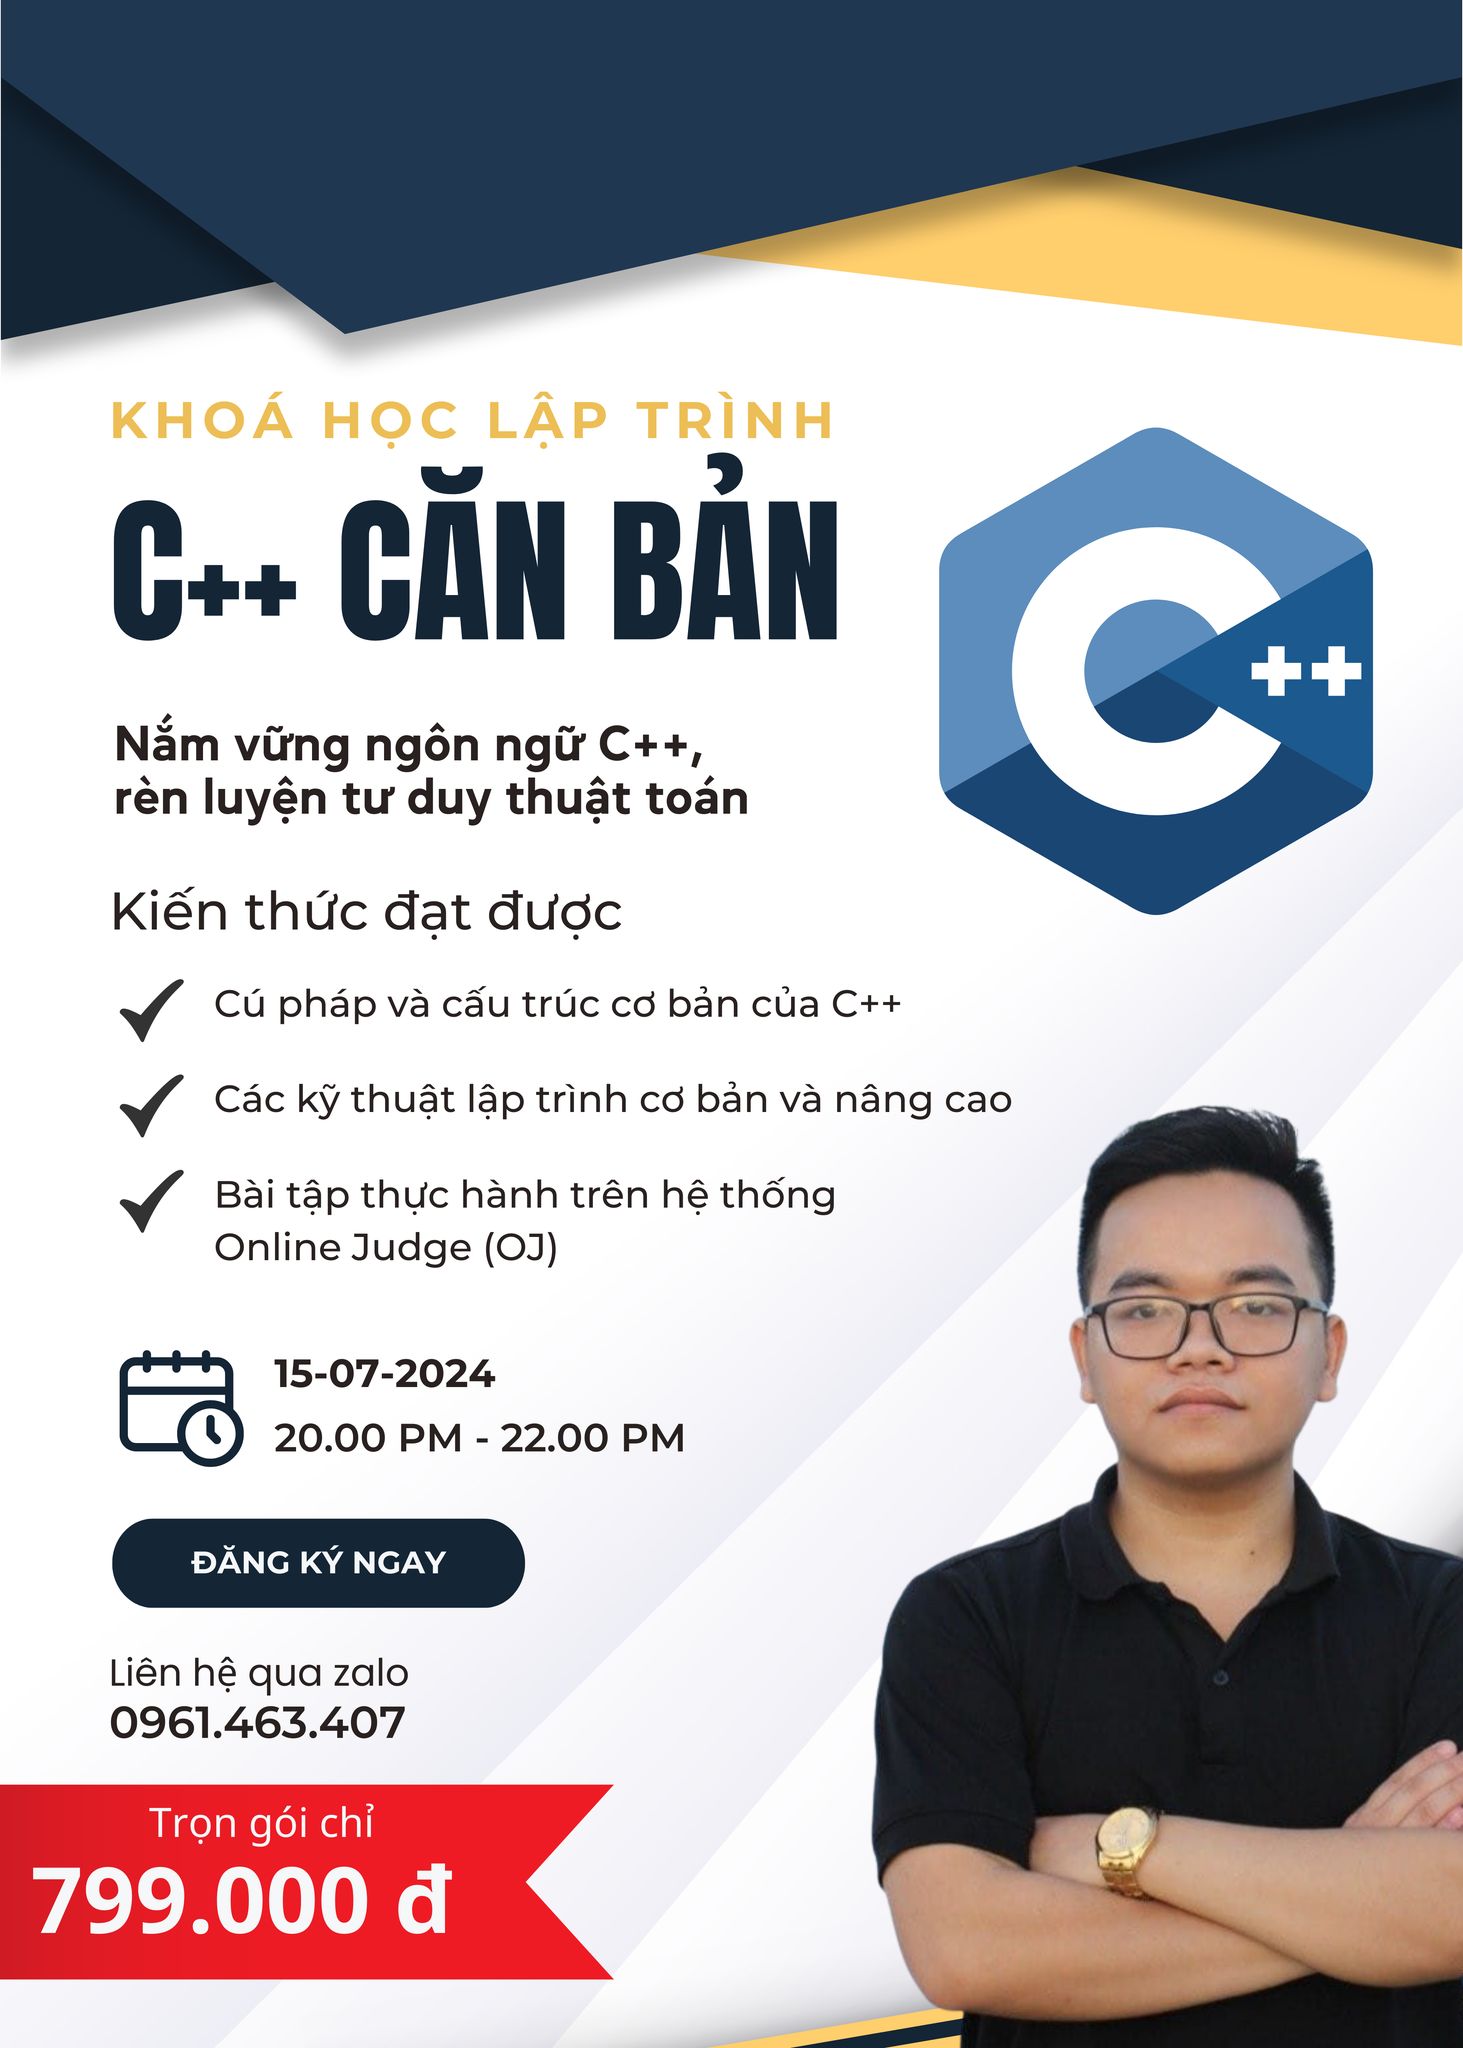 KHOÁ HỌC LẬP TRÌNH
C++ CĂN BẢN
C++
Nắm vững ngôn ngữ C++,
rèn luyện tư duy thuật toán
Kiến thức đạt được
Cú pháp và cấu trúc cơ bản của C++
Các kỹ thuật lập trình cơ bản và nâng cao
Bài tập thực hành trên hệ thống
Online Judge (OJ)
15-07-2024
20.00 PM - 22.00 PM
ĐĂNG KÝ NGAY
Liên hệ qua zalo
0961.463.407
Trọn gói chỉ
799.000 đ